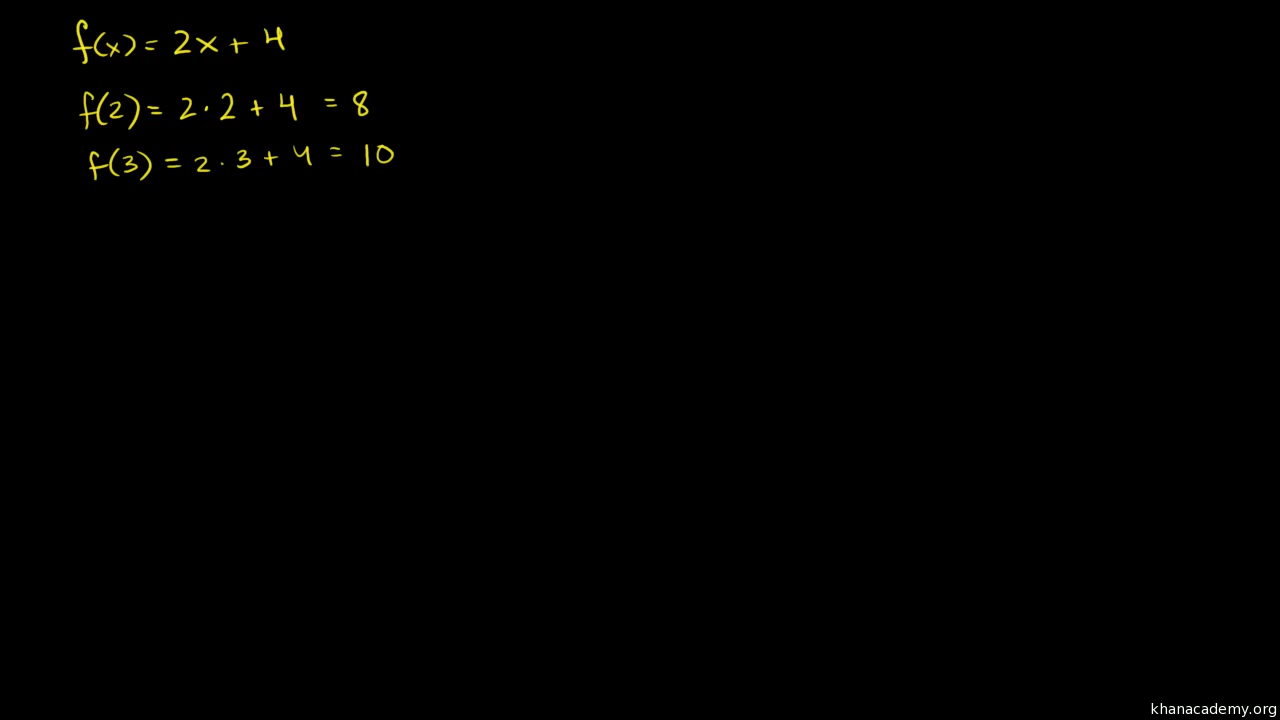 f(x) = 2x + 4
f(2) = 2 · 2 + 4 = 8
f(3) = 2 · 3 + 4 = 10
khanacademy.org